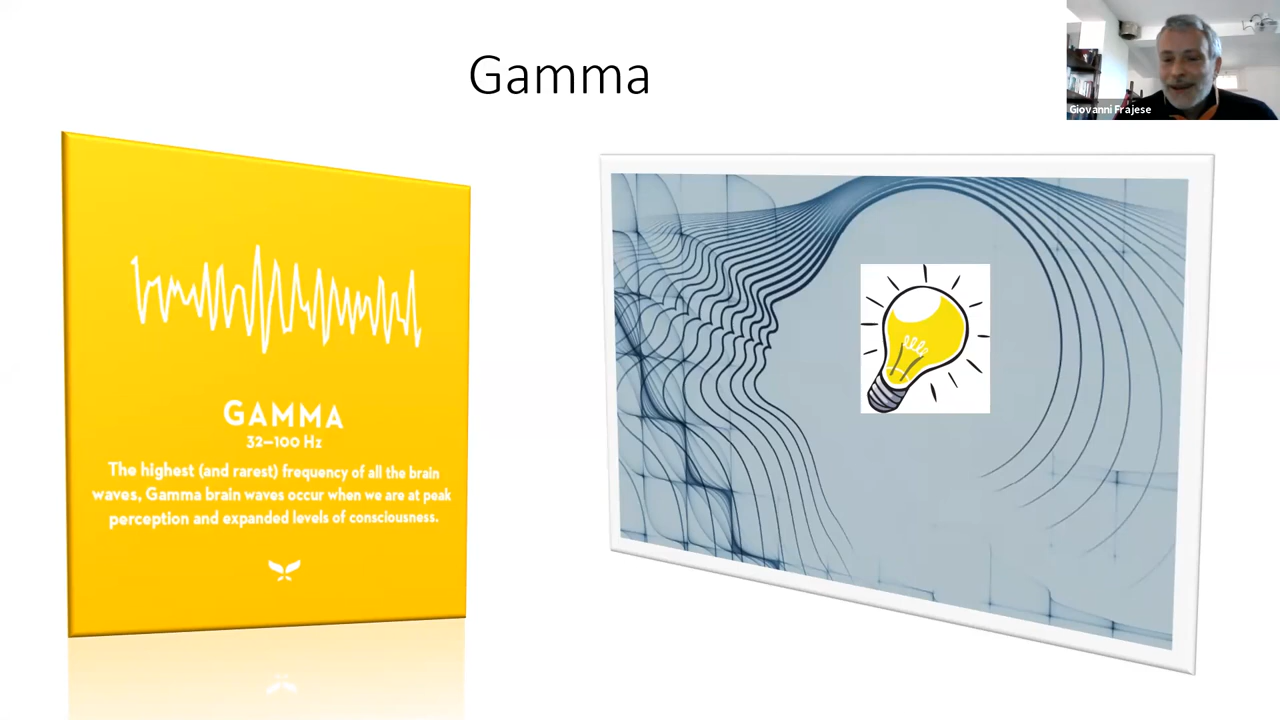 Gamma
Giovanni Frajese
GAMMA
32–100 Hz
The highest (and rarest) frequency of all the brain
waves, Gamma brain waves occur when we are at peak
perception and expanded levels of consciousness.